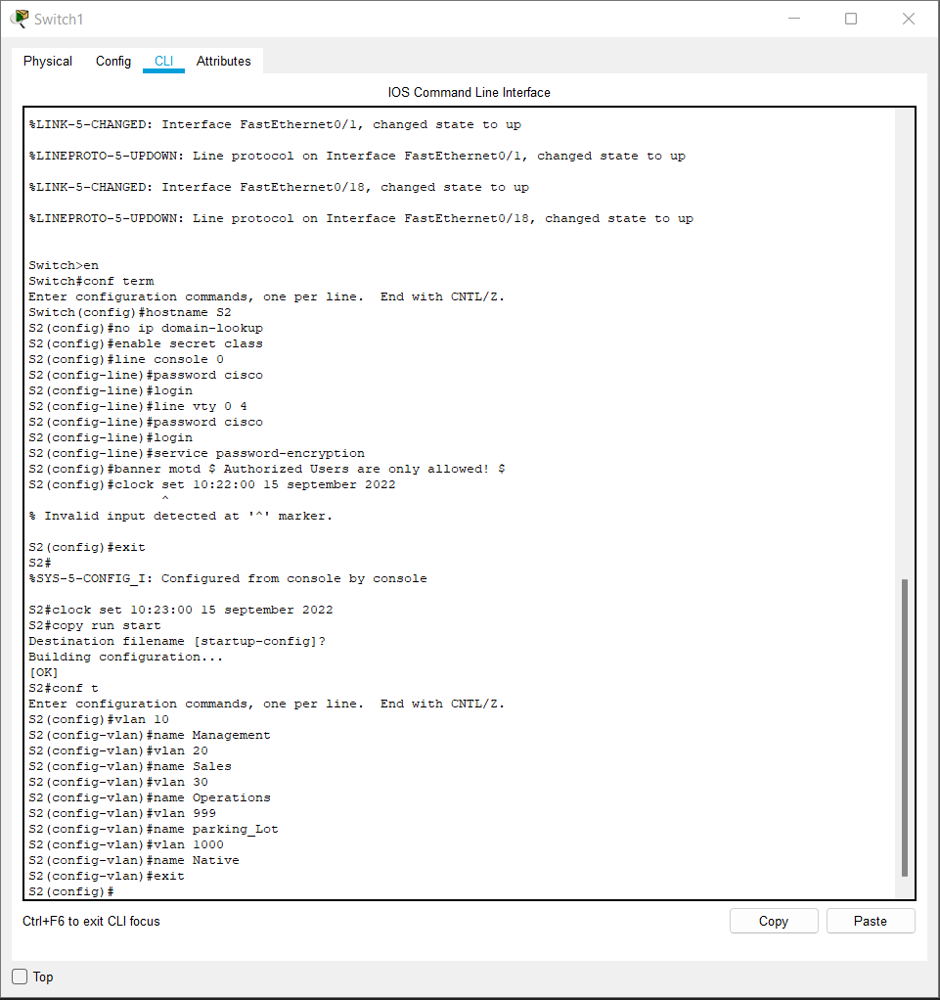 Switch1
Physical Config CLI Attributes
IOS Command Line Interface
%LINK-5-CHANGED: Interface FastEthernet0/1, changed state to up
%LINEPROTO-5-UPDOWN: Line protocol on Interface FastEthernet0/1, changed state to up
%LINK-5-CHANGED: Interface FastEthernet0/18, changed state to up
%LINEPROTO-5-UPDOWN: Line protocol on Interface FastEthernet0/18, changed state to up
Switch>en
Switch#conf term
Enter configuration commands, one per line.  End with CNTL/Z.
Switch(config)#hostname S2
S2(config)#no ip domain-lookup
S2(config)#enable secret class
S2(config)#line console 0
S2(config-line)#password cisco
S2(config-line)#login
S2(config-line)#line vty 0 4
S2(config-line)#password cisco
S2(config-line)#login
S2(config-line)#service password-encryption
S2(config)#banner motd $ Authorized Users are only allowed! $
S2(config)#clock set 10:22:00 15 september 2022
^
% Invalid input detected at '^' marker.
S2(config)#exit
S2#
%SYS-5-CONFIG_I: Configured from console by console
S2#clock set 10:23:00 15 september 2022
S2#copy run start
Destination filename [startup-config]?
Building configuration...
[OK]
S2#conf t
Enter configuration commands, one per line.  End with CNTL/Z.
S2(config)#vlan 10
S2(config-vlan)#name Management
S2(config-vlan)#vlan 20
S2(config-vlan)#name Sales
S2(config-vlan)#vlan 30
S2(config-vlan)#name Operations
S2(config-vlan)#vlan 999
S2(config-vlan)#name parking_Lot
S2(config-vlan)#vlan 1000
S2(config-vlan)#name Native
S2(config-vlan)#exit
S2(config)#
Ctrl+F6 to exit CLI focus
Copy Paste
Top